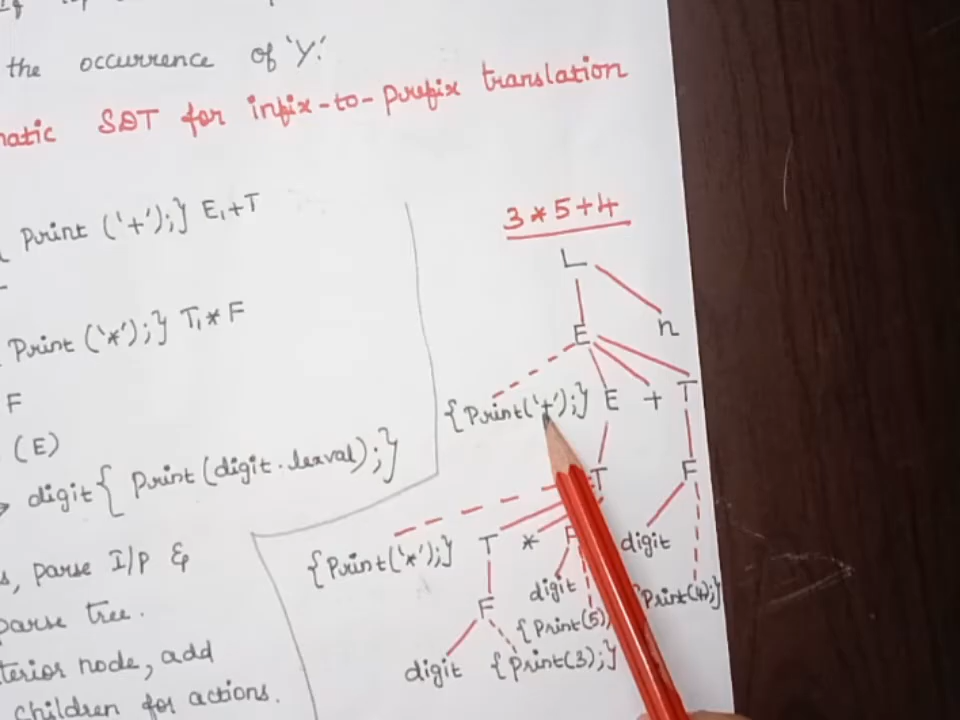 the occurrence of 'Y'.
SDT for infix-to-prefix translation
Print ('+');} E₁+T
Print ('*');} T₁*F
F
(E)
digit { Print (digit.lexval);}
parse I/P &
parse tree.
node, add
children for actions.
3*5+4
L
E n
{Print('+');} E + T
T F
{Print('*');} T * F digit
F digit {Print(4);}
{Print(5);
digit {Print(3);}